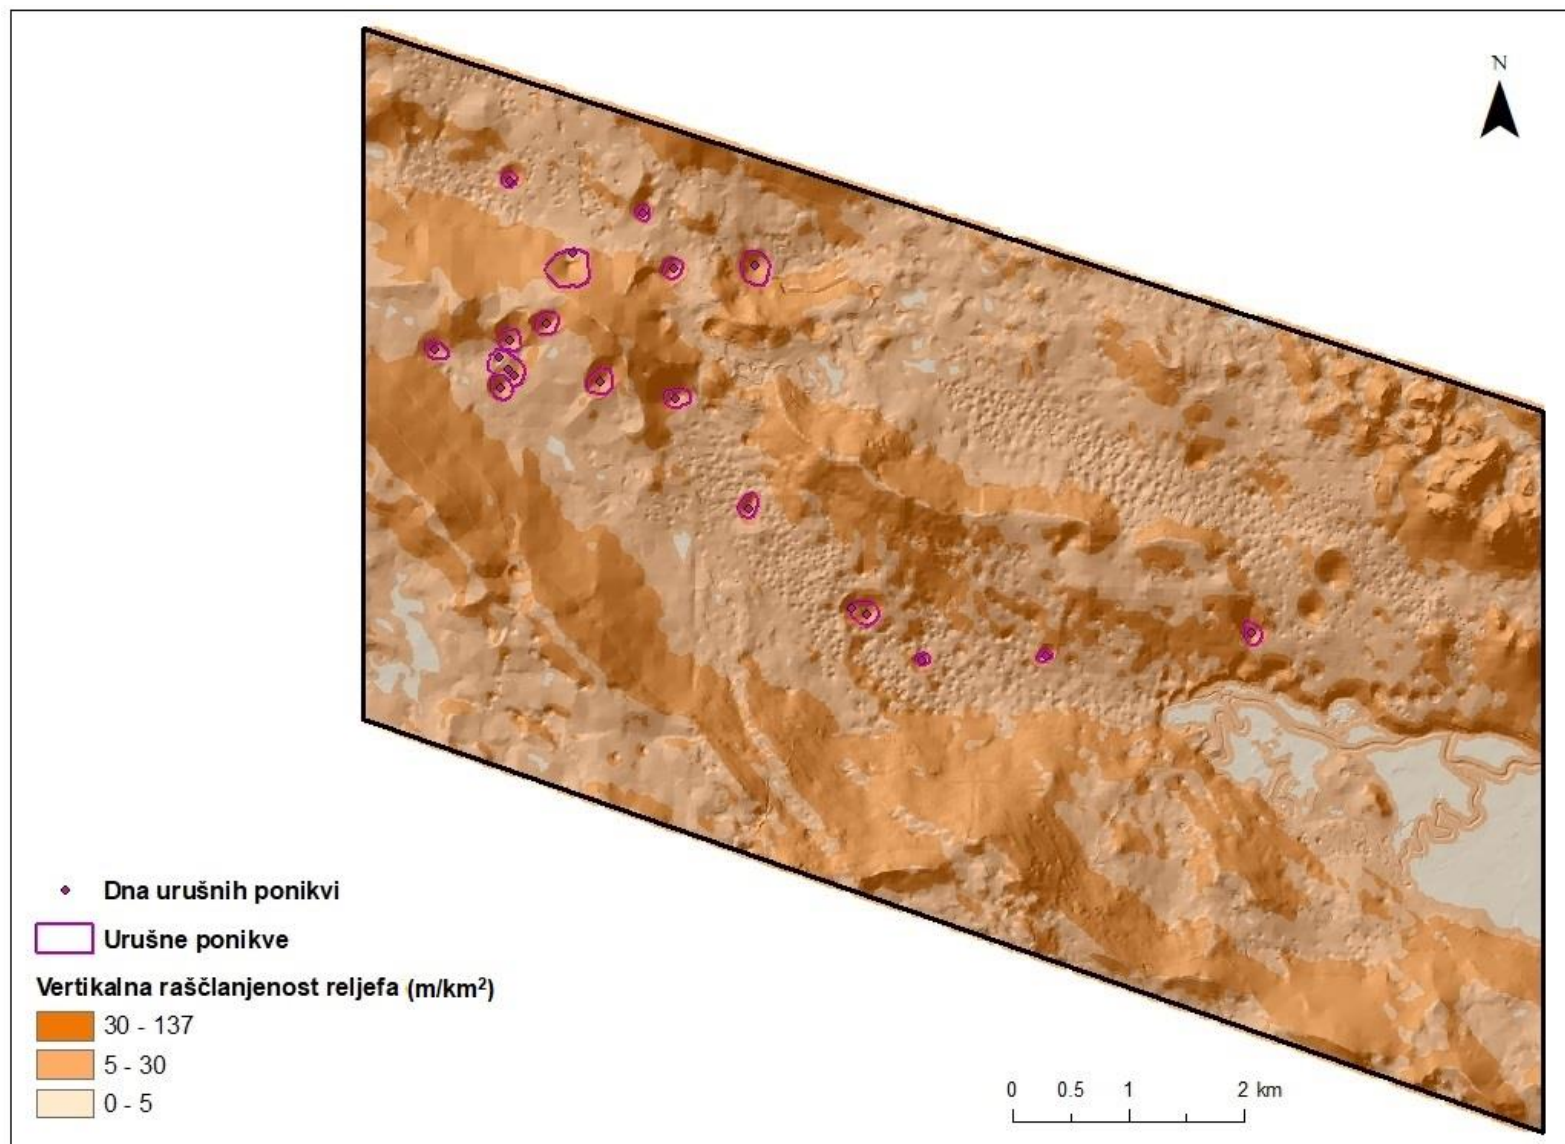 N
Dna urušnih ponikvi
Urušne ponikve
Vertikalna raščlanjenost reljefa (m/km²)
30 - 137
5 - 30
0 - 5
0 0.5 1 2 km